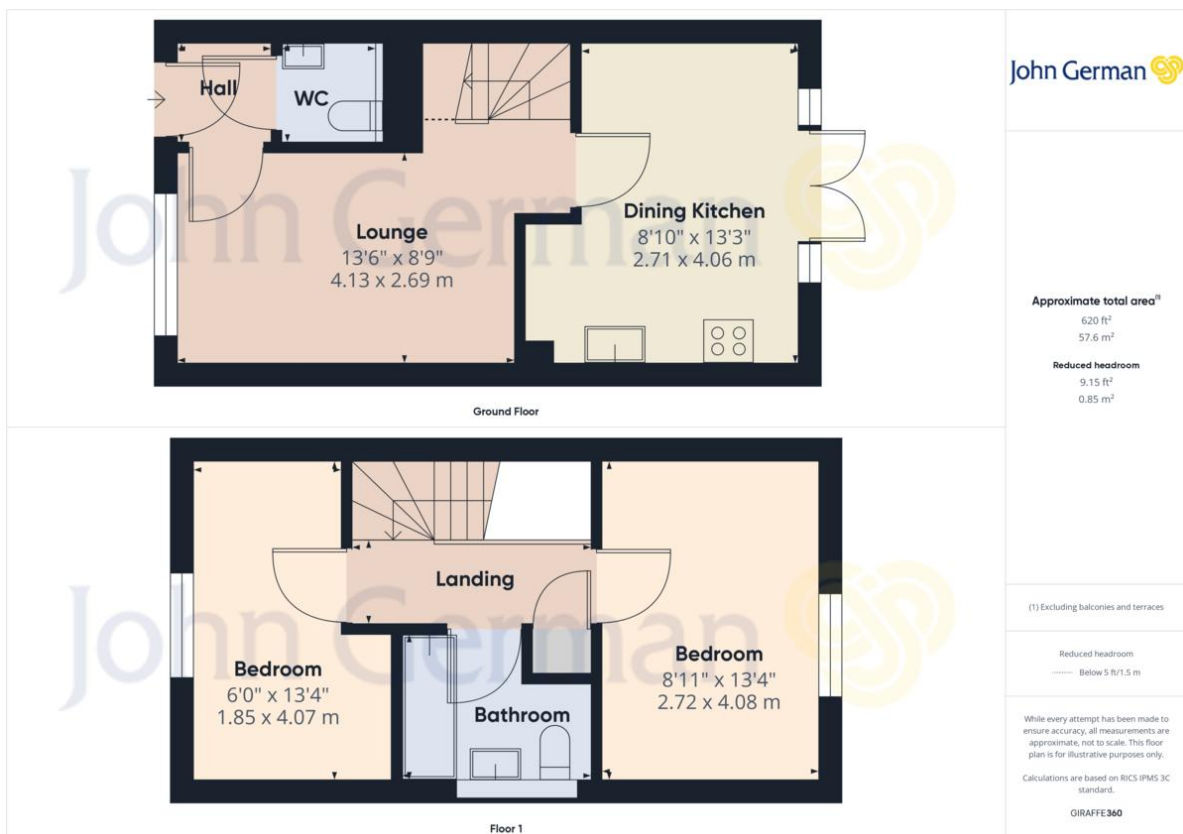 Hall
WC
Lounge
13'6" x 8'9"
4.13 x 2.69 m
Dining Kitchen
8'10" x 13'3"
2.71 x 4.06 m
John German
Ground Floor
Landing
Bedroom
6'0" x 13'4"
1.85 x 4.07 m
Bathroom
Bedroom
8'11" x 13'4"
2.72 x 4.08 m
John German
Floor 1
John German
Approximate total area(1)
620 ft²
57.6 m²
Reduced headroom
9.15 ft²
0.85 m²
(1) Excluding balconies and terraces
Reduced headroom
Below 5 ft/1.5 m
While every attempt has been made to
ensure accuracy, all measurements are
approximate, not to scale. This floor
plan is for illustrative purposes only.
Calculations are based on RICS IPMS 3C
standard.
GIRAFFE360